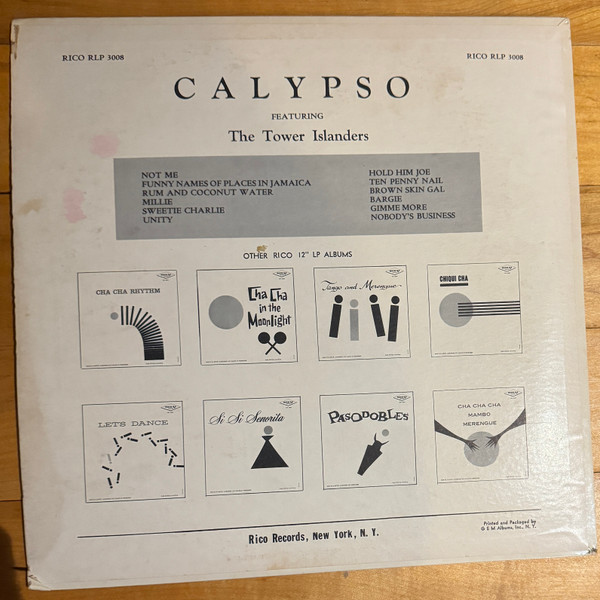 RICO RLP 3008
RICO RLP 3008
CALYPSO
FEATURING
The Tower Islanders
NOT ME
FUNNY NAMES OF PLACES IN JAMAICA
RUM AND COCONUT WATER
MILLIE
SWEETIE CHARLIE
UNITY
HOLD HIM JOE
TEN PENNY NAIL
BROWN SKIN GAL
BARGIE
GIMME MORE
NOBODY'S BUSINESS
OTHER RICO 12" LP ALBUMS
CHA CHA RHYTHM
Cha Cha
in the
Moonlight
Tango and Merengue
CHIQUI CHA
LET'S DANCE
Si Si Senorita
PASODOBLES
CHA CHA CHA
MAMBO
MERENGUE
Rico Records, New York, N. Y.
Printed and Packaged by
G E M Albums, Inc., N. Y.